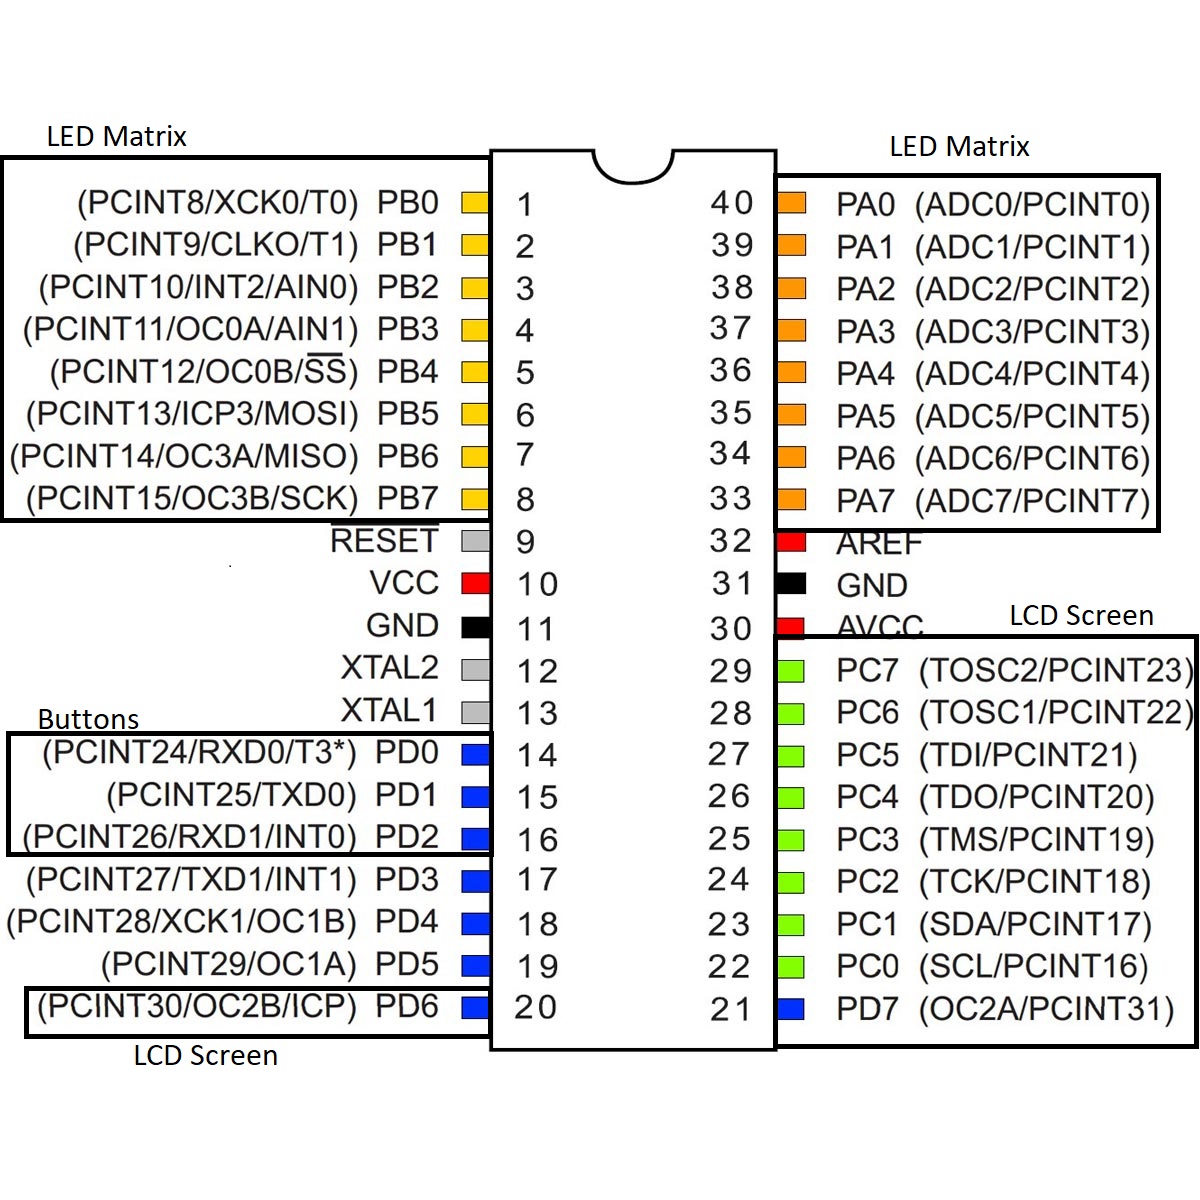 LED Matrix
LED Matrix
(PCINT8/XCK0/T0) PB0 1 40 PA0 (ADC0/PCINT0)
(PCINT9/CLKO/T1) PB1 2 39 PA1 (ADC1/PCINT1)
(PCINT10/INT2/AIN0) PB2 3 38 PA2 (ADC2/PCINT2)
(PCINT11/OC0A/AIN1) PB3 4 37 PA3 (ADC3/PCINT3)
(PCINT12/OC0B/SS) PB4 5 36 PA4 (ADC4/PCINT4)
(PCINT13/ICP3/MOSI) PB5 6 35 PA5 (ADC5/PCINT5)
(PCINT14/OC3A/MISO) PB6 7 34 PA6 (ADC6/PCINT6)
(PCINT15/OC3B/SCK) PB7 8 33 PA7 (ADC7/PCINT7)
RESET 9 32 AREF
VCC 10 31 GND
LCD Screen
GND 11 30 AVCC
XTAL2 12 29 PC7 (TOSC2/PCINT23)
XTAL1 13 28 PC6 (TOSC1/PCINT22)
Buttons
(PCINT24/RXD0/T3*) PD0 14 27 PC5 (TDI/PCINT21)
(PCINT25/TXD0) PD1 15 26 PC4 (TDO/PCINT20)
(PCINT26/RXD1/INT0) PD2 16 25 PC3 (TMS/PCINT19)
(PCINT27/TXD1/INT1) PD3 17 24 PC2 (TCK/PCINT18)
(PCINT28/XCK1/OC1B) PD4 18 23 PC1 (SDA/PCINT17)
(PCINT29/OC1A) PD5 19 22 PC0 (SCL/PCINT16)
(PCINT30/OC2B/ICP) PD6 20 21 PD7 (OC2A/PCINT31)
LCD Screen